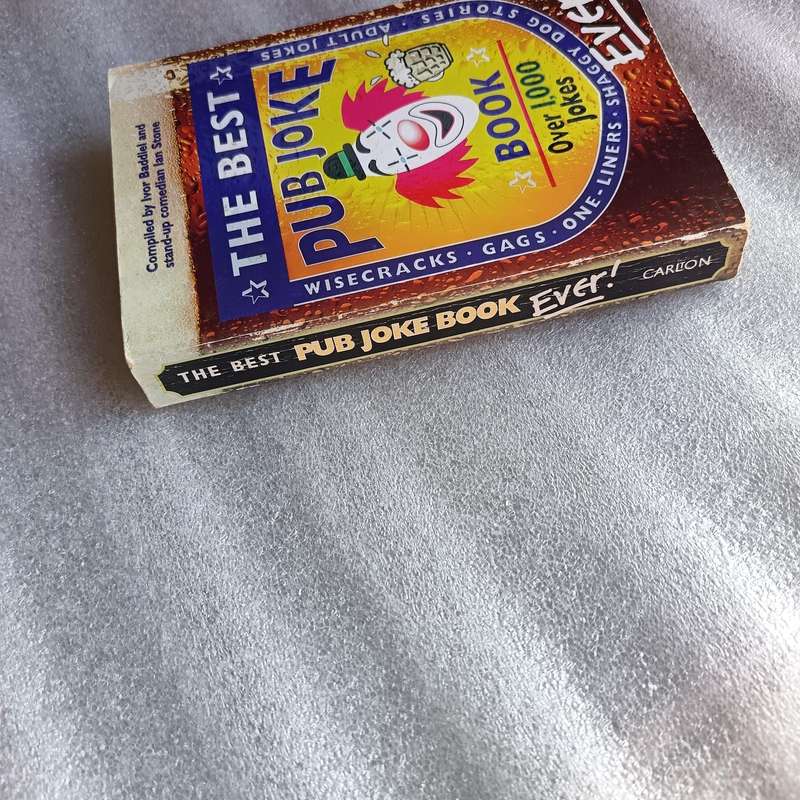 Compiled by Ivor Baddiel and
stand-up comedian Ian Stone
THE BEST
PUB JOKE
BOOK
Ever
Over 1,000
Jokes
WISECRACKS · GAGS · ONE-LINERS · SHAGGY DOG STORIES · ADULT JOKES
THE BEST PUB JOKE BOOK Ever! CARLTON